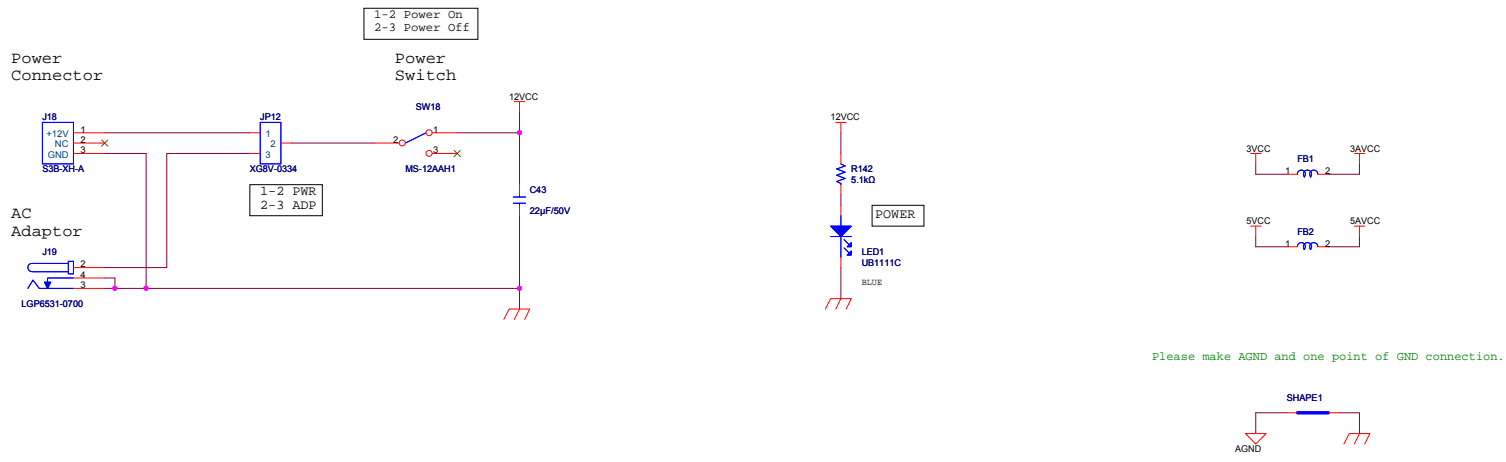 1-2 Power On
2-3 Power Off
Power
Connector
Power
Switch
J18
+12V
NC
GND
1
2
3
S3B-XH-A
JP12
1
2
3
XG8V-0334
1-2 PWR
2-3 ADP
SW18
2
1
3
MS-12AAH1
12VCC
C43
22µF/50V
AC
Adaptor
J19
2
4
3
LGP6531-0700
12VCC
R142
5.1kΩ
POWER
LED1
UB1111C
BLUE
3VCC
FB1
3AVCC
1
2
5VCC
FB2
5AVCC
1
2
Please make AGND and one point of GND connection.
SHAPE1
AGND